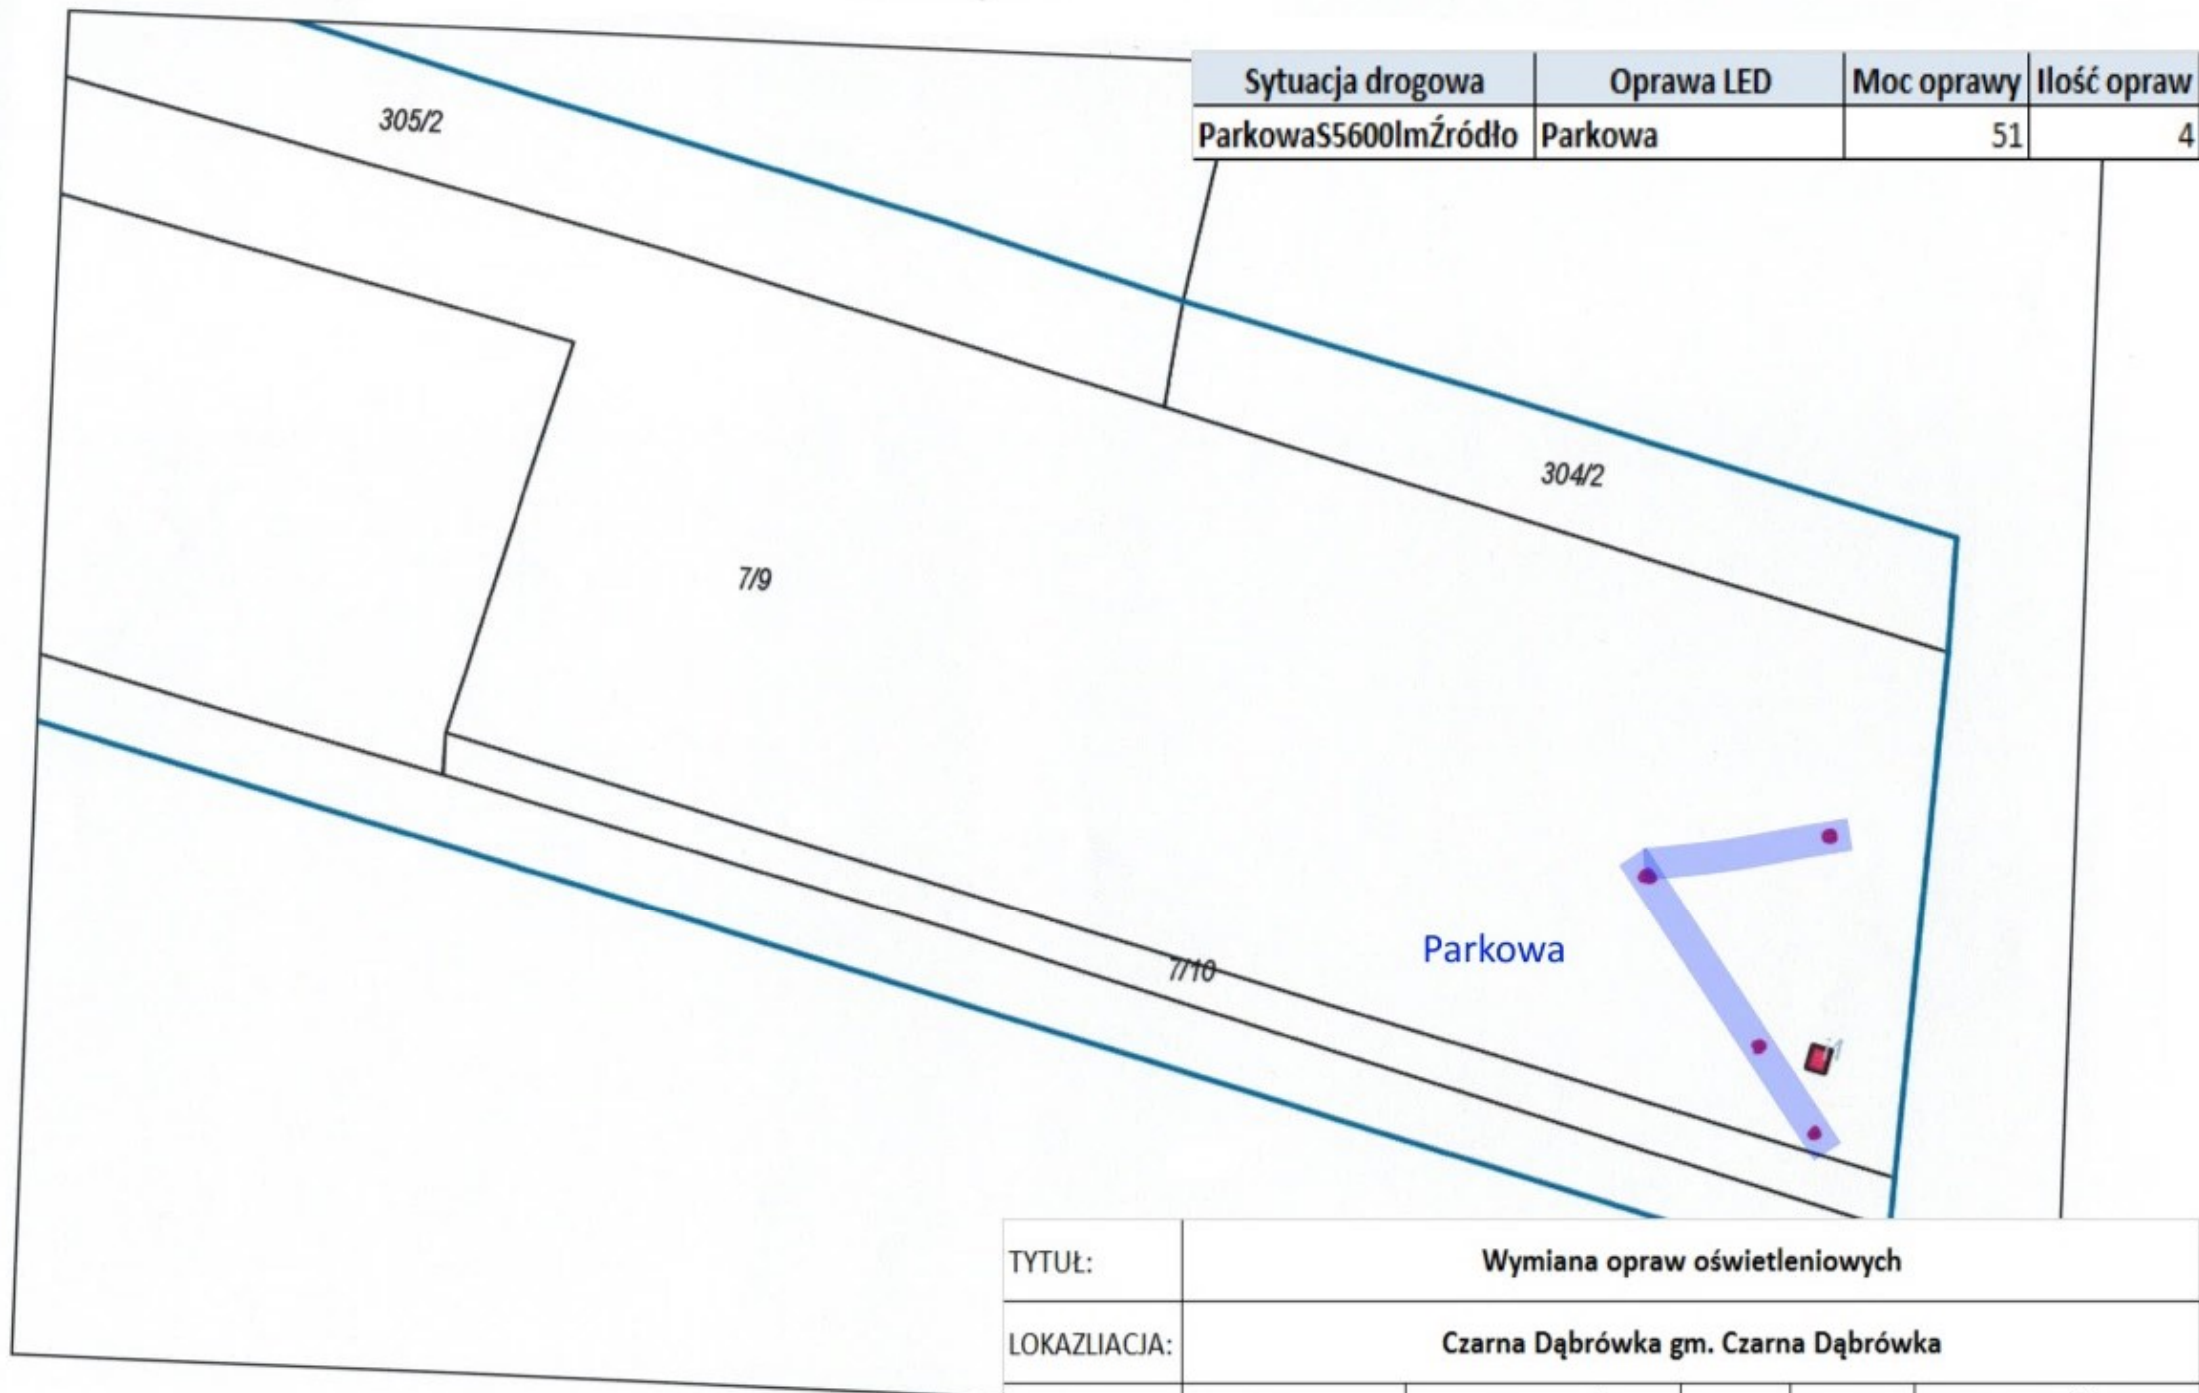 Sytuacja drogowa Oprawa LED Moc oprawy Ilość opraw
ParkowaS5600lmŹródło Parkowa 51 4
305/2
304/2
7/9
Parkowa
7/10
TYTUŁ: Wymiana opraw oświetleniowych
LOKAZLIACJA: Czarna Dąbrówka gm. Czarna Dąbrówka